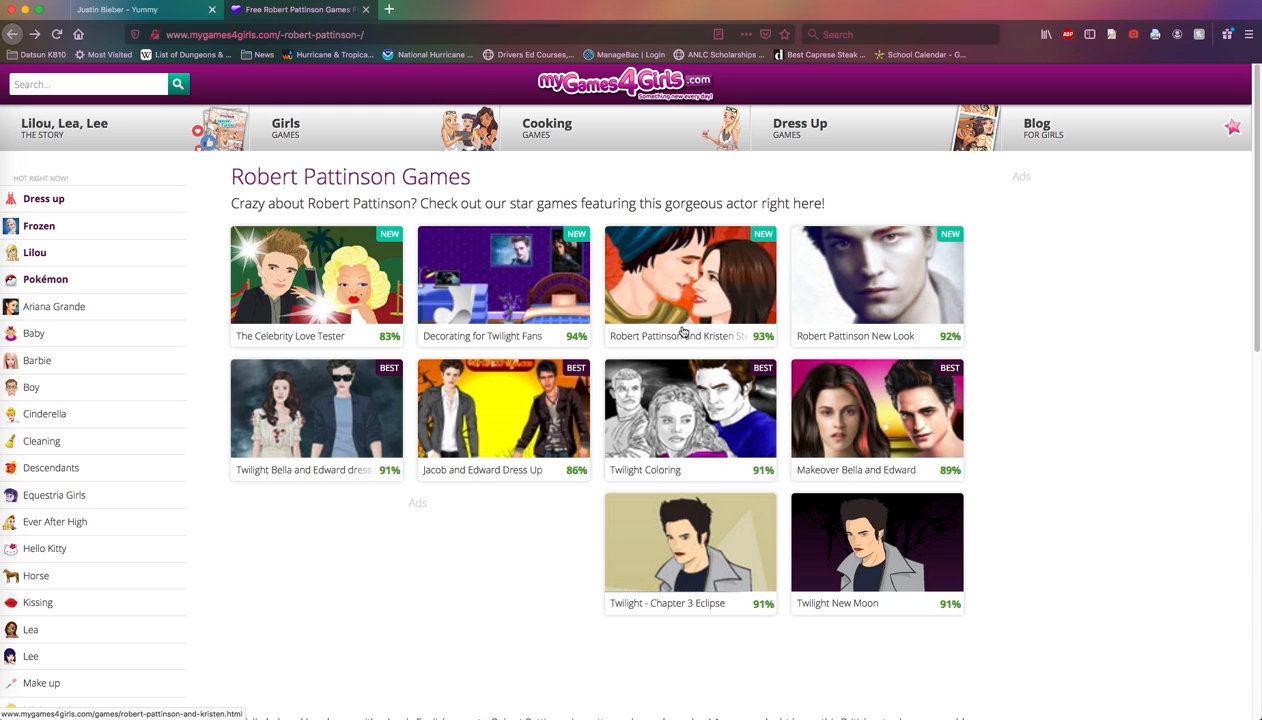 Justin Bieber - Yummy
Free Robert Pattinson Games F
www.mygames4girls.com/-robert-pattinson-/
Search
Datsun KB10
Most Visited
List of Dungeons & ...
News
Hurricane & Tropica...
National Hurricane ...
Drivers Ed Courses,...
ManageBac | Login
ANLC Scholarships ...
Best Caprese Steak ...
School Calendar - G...
Search...
myGames4Girls.com
Something new every day!
Lilou, Lea, Lee
THE STORY
Girls
GAMES
Cooking
GAMES
Dress Up
GAMES
Blog
FOR GIRLS
HOT RIGHT NOW!
Dress up
Frozen
Lilou
Pokémon
Ariana Grande
Baby
Barbie
Boy
Cinderella
Cleaning
Descendants
Equestria Girls
Ever After High
Hello Kitty
Horse
Kissing
Lea
Lee
Make up
Robert Pattinson Games
Ads
Crazy about Robert Pattinson? Check out our star games featuring this gorgeous actor right here!
NEW
The Celebrity Love Tester 83%
NEW
Decorating for Twilight Fans 94%
NEW
Robert Pattinson and Kristen Ste 93%
NEW
Robert Pattinson New Look 92%
BEST
Twilight Bella and Edward dress 91%
BEST
Jacob and Edward Dress Up 86%
BEST
Twilight Coloring 91%
BEST
Makeover Bella and Edward 89%
Ads
Twilight - Chapter 3 Eclipse 91%
Twilight New Moon 91%
www.mygames4girls.com/games/robert-pattinson-and-kristen.html